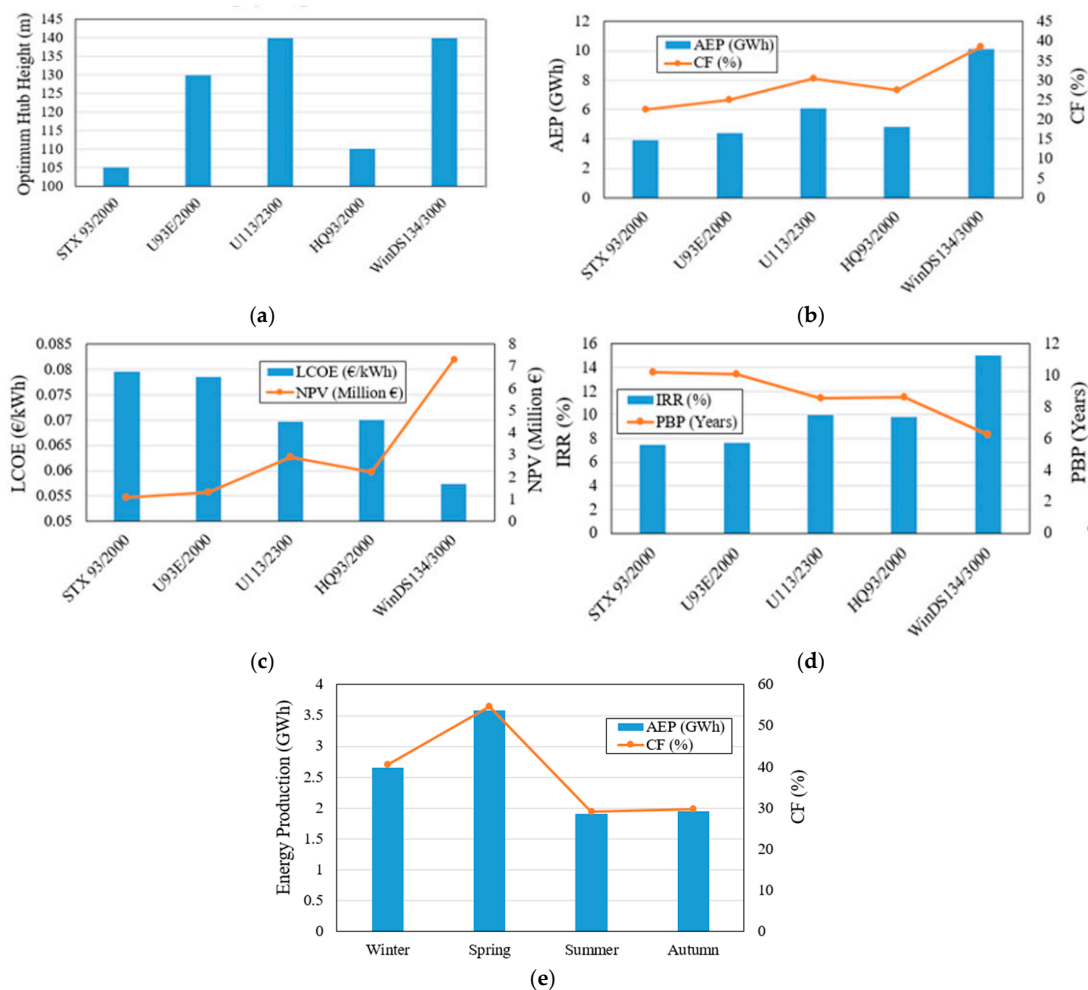 Optimum Hub Height (m)
145
140
135
130
125
120
115
110
105
100
STX 93/2000
U93E/2000
U113/2300
HQ93/2000
WinDS134/3000
(a)
AEP (GWh)
12
10
8
6
4
2
0
AEP (GWh)
CF (%)
45
40
35
30
25
20
15
10
5
0
CF (%)
STX 93/2000
U93E/2000
U113/2300
HQ93/2000
WinDS134/3000
(b)
LCOE (€/kWh)
0.085
0.08
0.075
0.07
0.065
0.06
0.055
0.05
LCOE (€/kWh)
NPV (Million €)
8
7
6
5
4
3
2
1
0
NPV (Million €)
STX 93/2000
U93E/2000
U113/2300
HQ93/2000
WinDS134/3000
(c)
IRR (%)
16
14
12
10
8
6
4
2
0
IRR (%)
PBP (Years)
12
10
8
6
4
2
0
PBP (Years)
STX 93/2000
U93E/2000
U113/2300
HQ93/2000
WinDS134/3000
(d)
Energy Production (GWh)
4
3.5
3
2.5
2
1.5
1
0.5
0
AEP (GWh)
CF (%)
60
50
40
30
20
10
0
CF (%)
Winter
Spring
Summer
Autumn
(e)